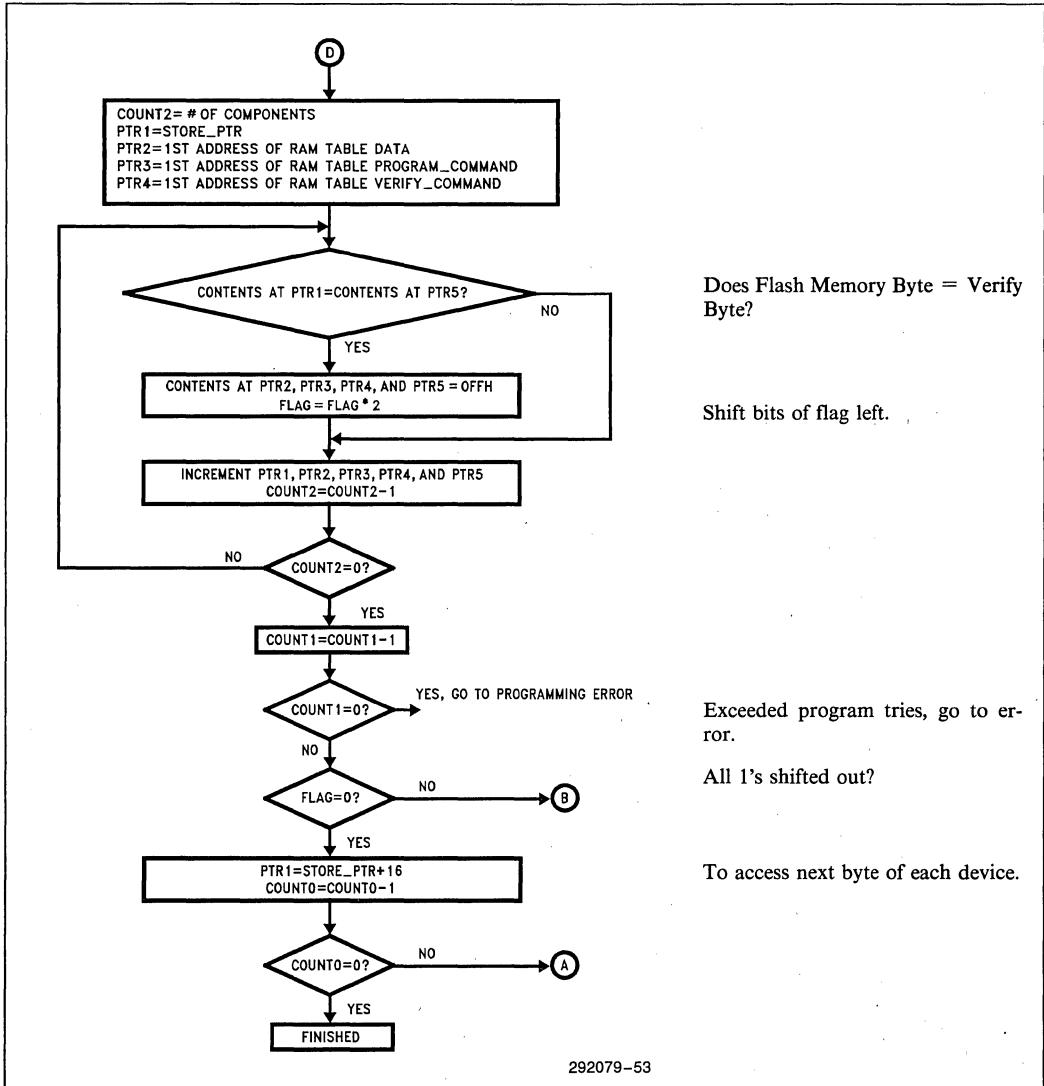 D
COUNT2= # OF COMPONENTS
PTR1=STORE_PTR
PTR2=1ST ADDRESS OF RAM TABLE DATA
PTR3=1ST ADDRESS OF RAM TABLE PROGRAM_COMMAND
PTR4=1ST ADDRESS OF RAM TABLE VERIFY_COMMAND
CONTENTS AT PTR1=CONTENTS AT PTR5?
NO
Does Flash Memory Byte = Verify
Byte?
YES
CONTENTS AT PTR2, PTR3, PTR4, AND PTR5 = 0FFH
FLAG = FLAG * 2
Shift bits of flag left.
INCREMENT PTR1, PTR2, PTR3, PTR4, AND PTR5
COUNT2=COUNT2-1
NO
COUNT2=0?
YES
COUNT1=COUNT1-1
COUNT1=0?
YES, GO TO PROGRAMMING ERROR
Exceeded program tries, go to er-
ror.
NO
All 1's shifted out?
FLAG=0?
NO
B
YES
PTR1=STORE_PTR+16
COUNT0=COUNT0-1
To access next byte of each device.
COUNT0=0?
NO
A
YES
FINISHED
292079-53